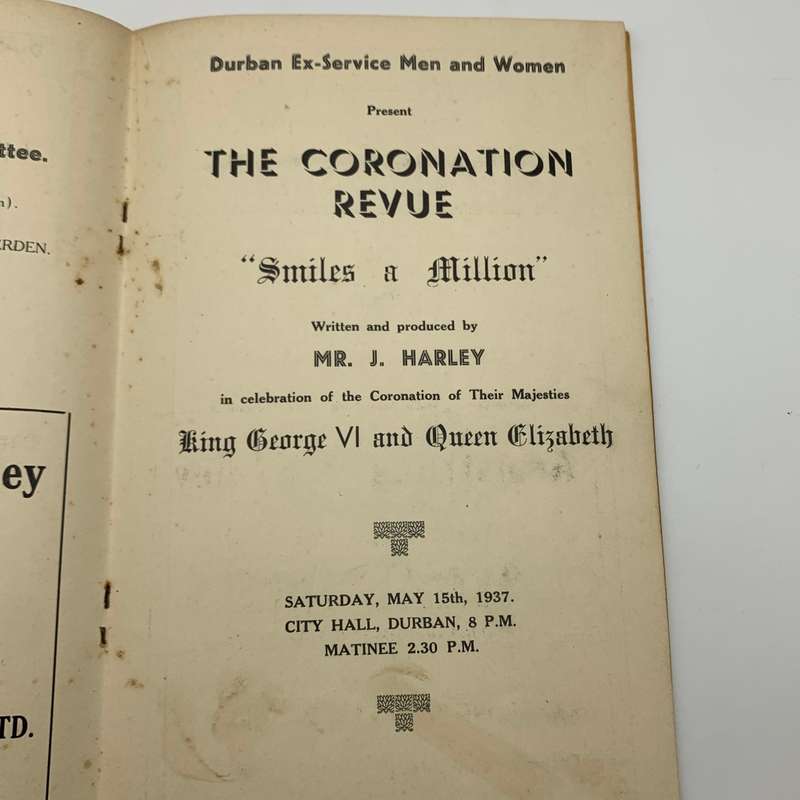 ttee.
n).
ERDEN.
ey
TD.
Durban Ex-Service Men and Women
Present
THE CORONATION
REVUE
"Smiles a Million"
Written and produced by
MR. J. HARLEY
in celebration of the Coronation of Their Majesties
King George VI and Queen Elizabeth
SATURDAY, MAY 15th, 1937.
CITY HALL, DURBAN, 8 P.M.
MATINEE 2.30 P.M.